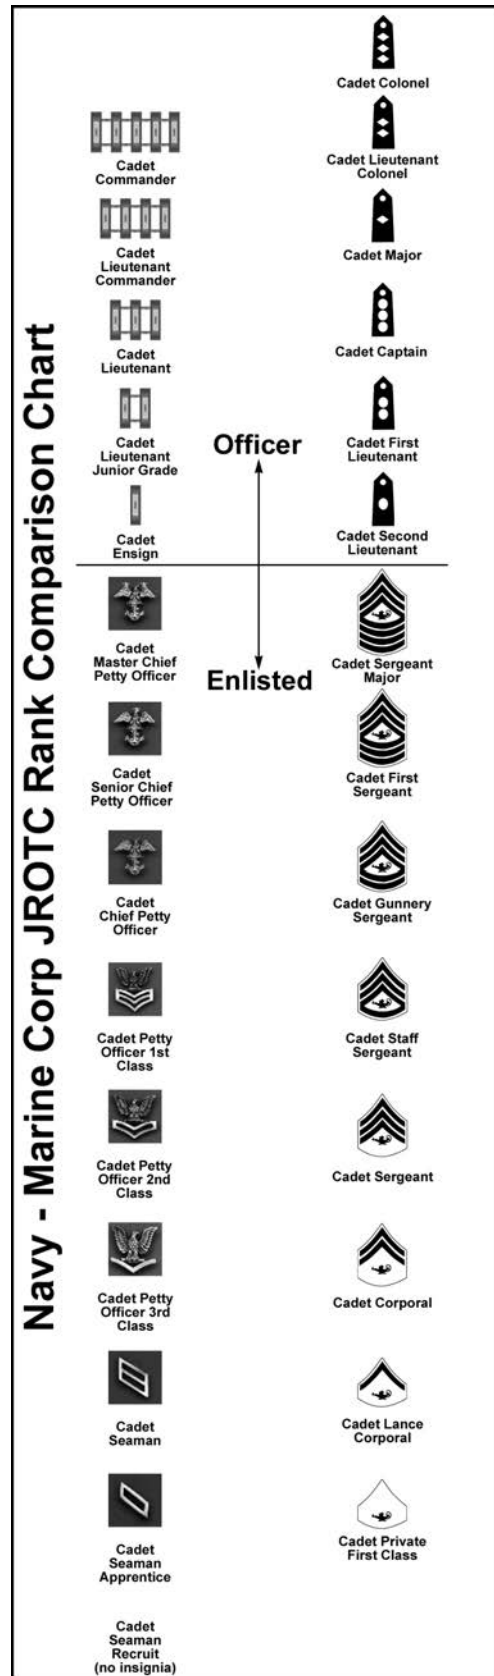 Navy - Marine Corp JROTC Rank Comparison Chart
Cadet Colonel
Cadet
Commander
Cadet Lieutenant
Colonel
Cadet
Lieutenant
Commander
Cadet Major
Cadet
Lieutenant
Cadet Captain
Cadet
Lieutenant
Junior Grade
Officer
Cadet First
Lieutenant
Cadet
Ensign
Cadet Second
Lieutenant
Cadet
Master Chief
Petty Officer
Enlisted
Cadet Sergeant
Major
Cadet
Senior Chief
Petty Officer
Cadet First
Sergeant
Cadet
Chief Petty
Officer
Cadet Gunnery
Sergeant
Cadet Petty
Officer 1st
Class
Cadet Staff
Sergeant
Cadet Petty
Officer 2nd
Class
Cadet Sergeant
Cadet Petty
Officer 3rd
Class
Cadet Corporal
Cadet
Seaman
Cadet Lance
Corporal
Cadet
Seaman
Apprentice
Cadet Private
First Class
Cadet
Seaman
Recruit
(no insignia)